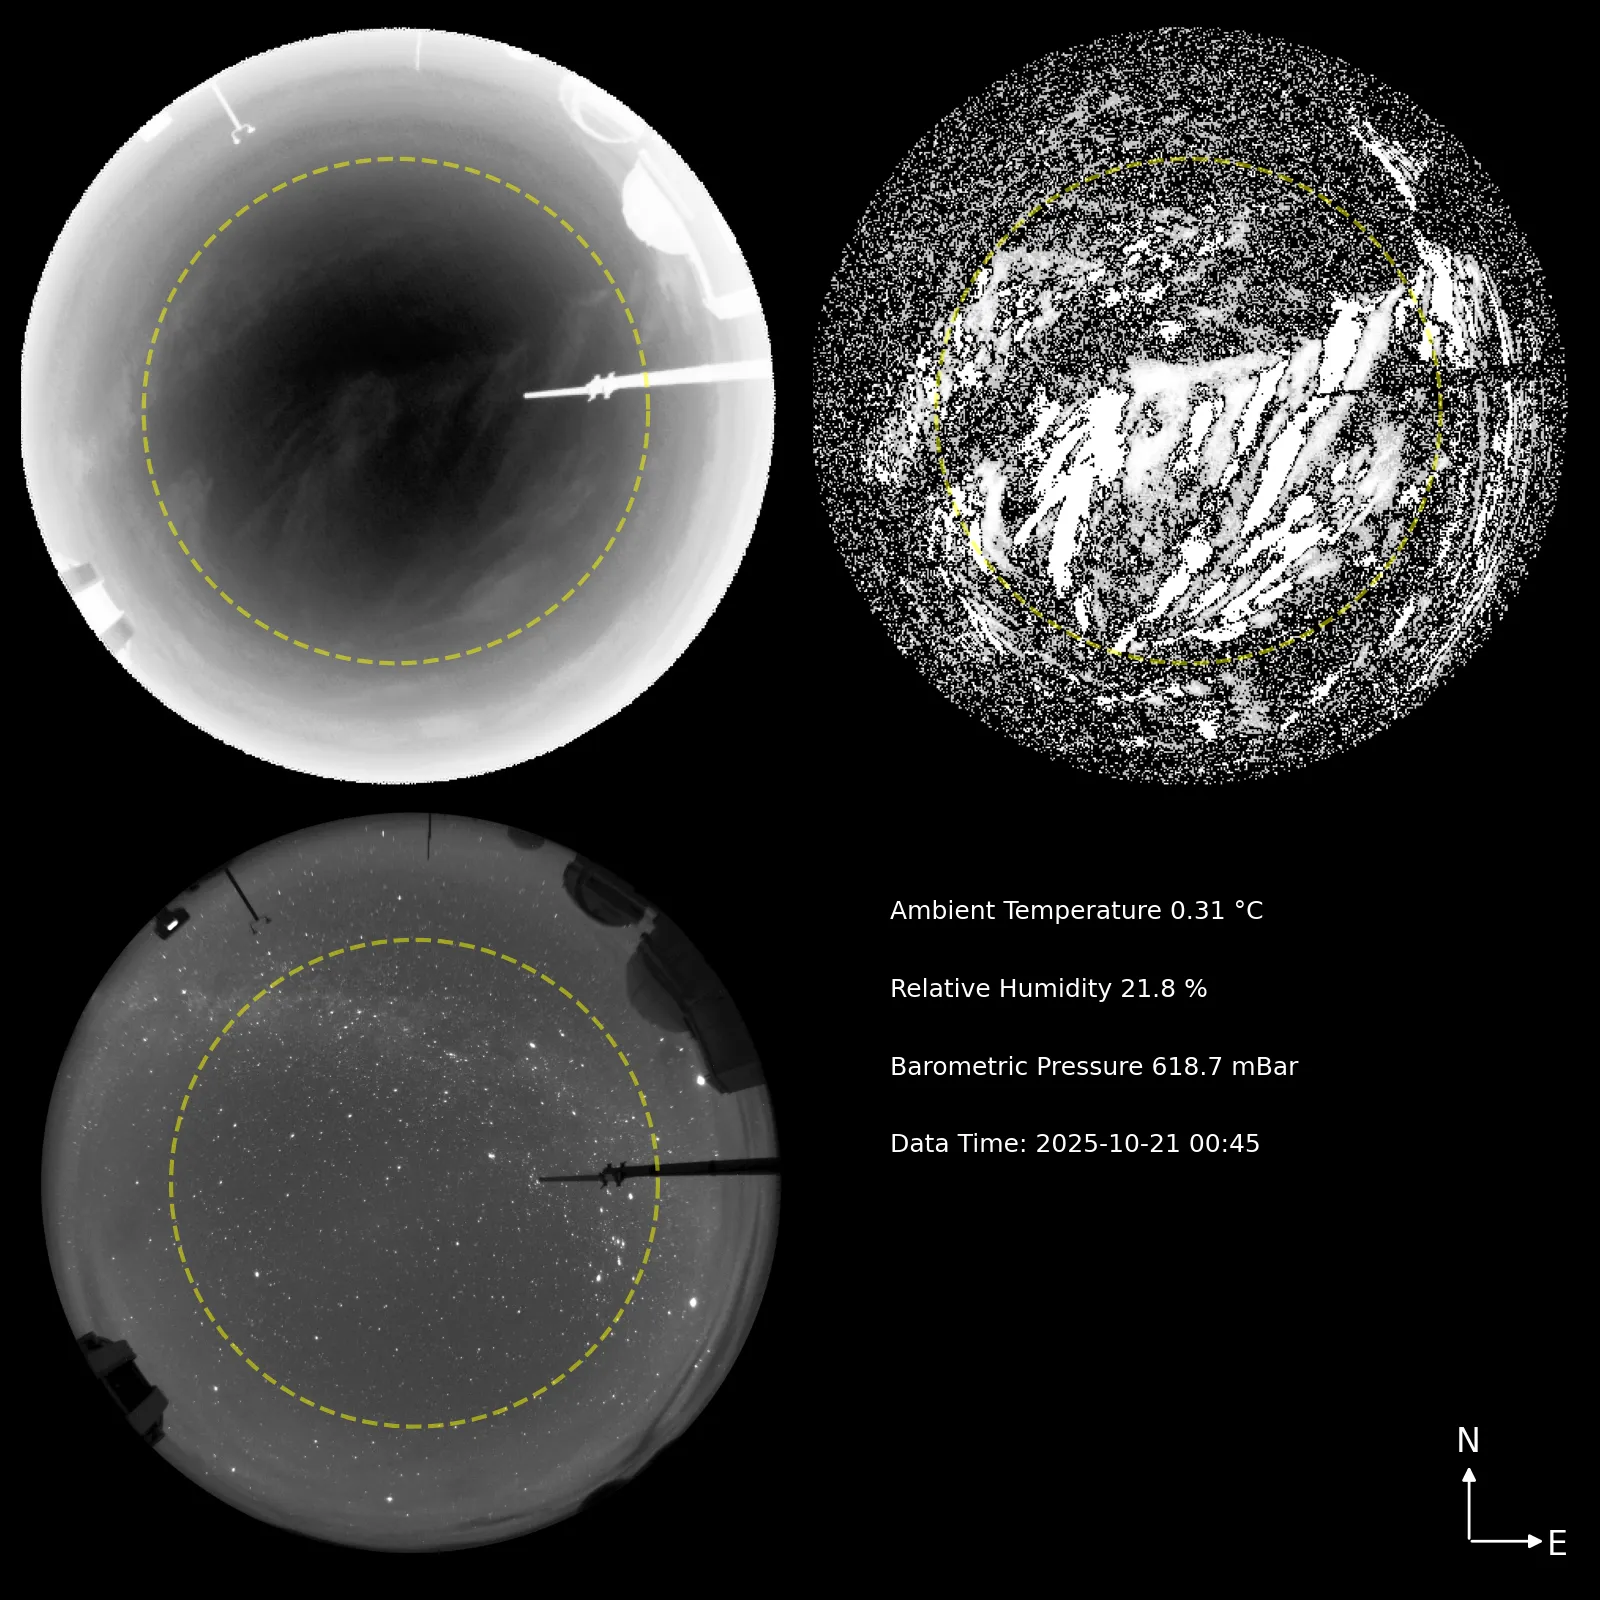 Ambient Temperature 0.31 °C
Relative Humidity 21.8 %
Barometric Pressure 618.7 mBar
Data Time: 2025-10-21 00:45
N
E